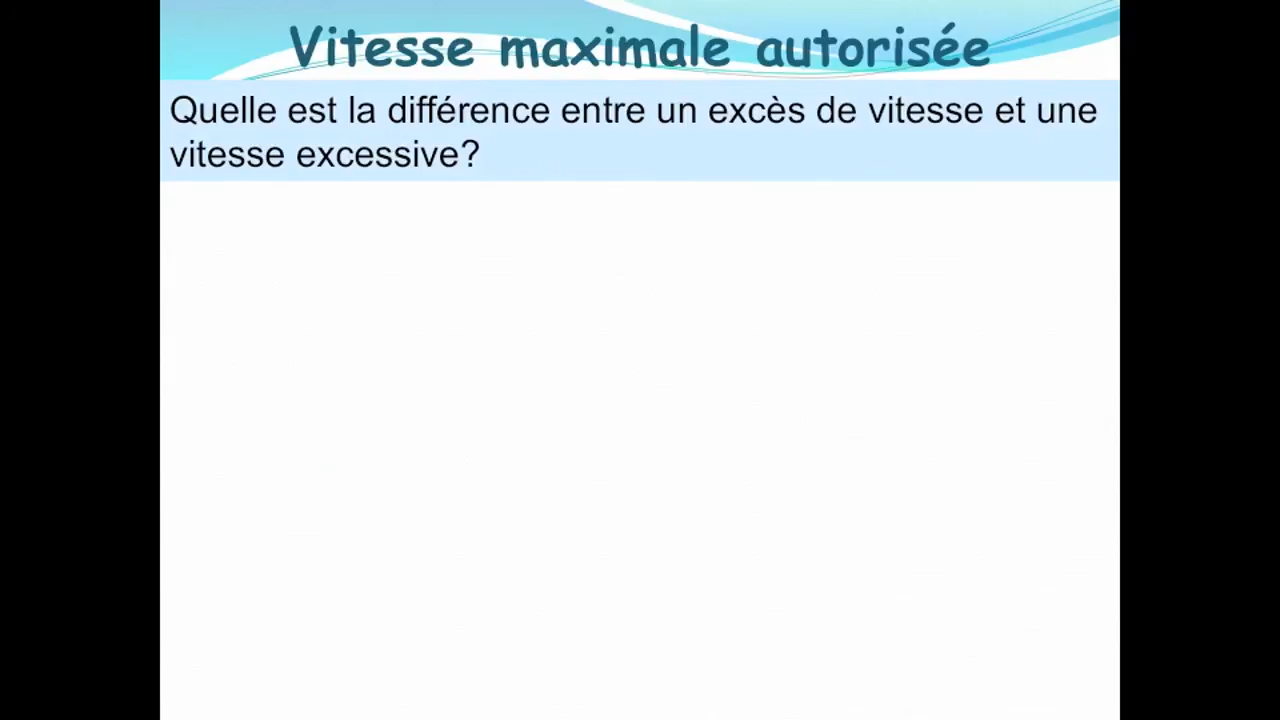 Vitesse maximale autorisée
Quelle est la différence entre un excès de vitesse et une
vitesse excessive?